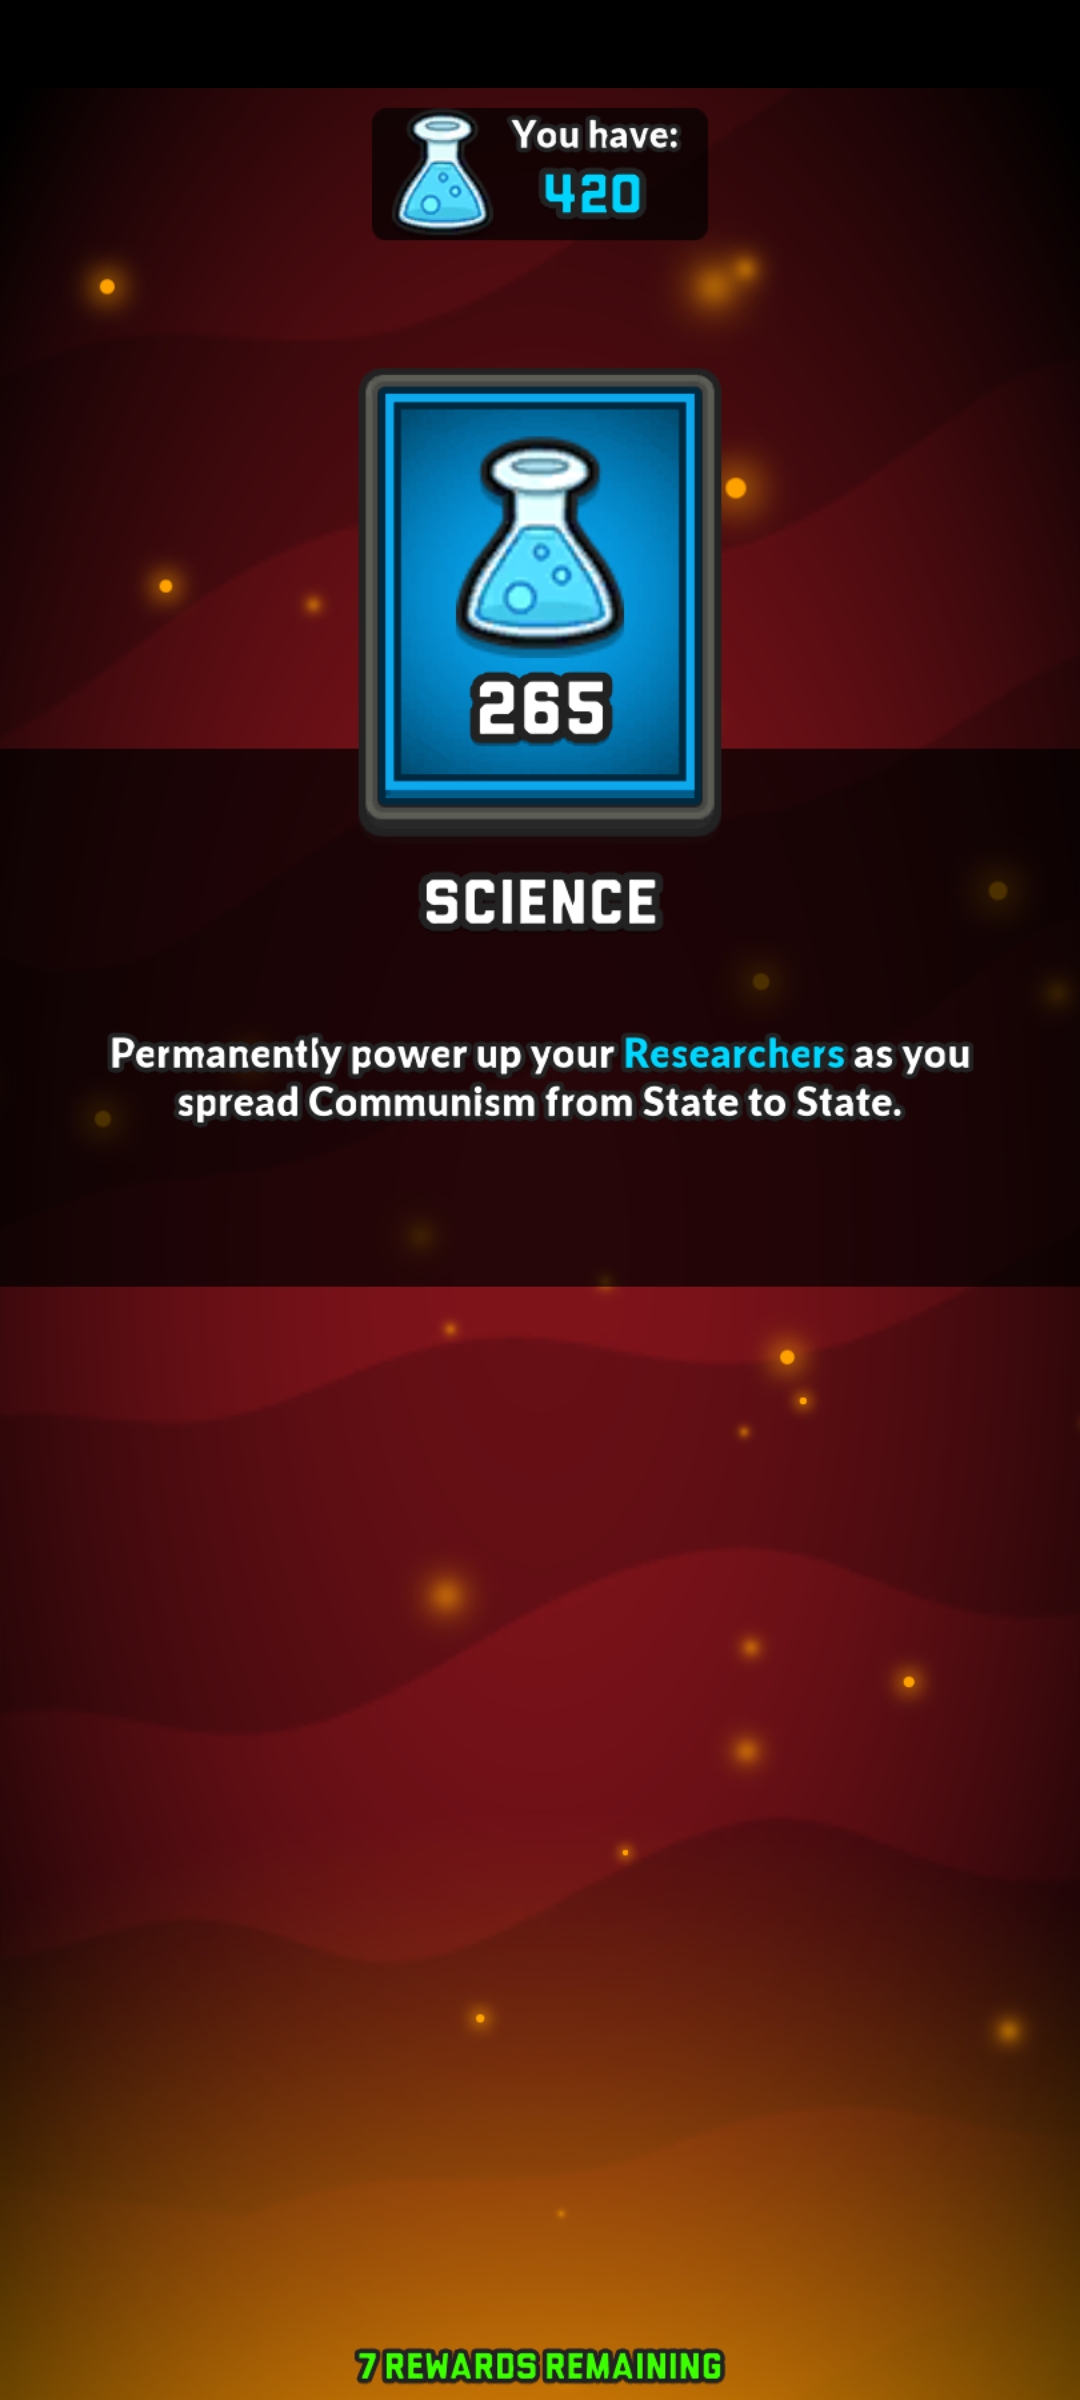 You have:
420
265
SCIENCE
Permanently power up your Researchers as you
spread Communism from State to State.
7 REWARDS REMAINING